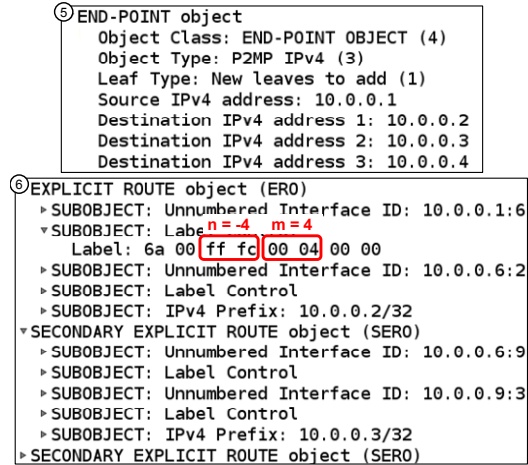 ⑤ END-POINT object
Object Class: END-POINT OBJECT (4)
Object Type: P2MP IPv4 (3)
Leaf Type: New leaves to add (1)
Source IPv4 address: 10.0.0.1
Destination IPv4 address 1: 10.0.0.2
Destination IPv4 address 2: 10.0.0.3
Destination IPv4 address 3: 10.0.0.4
⑥ EXPLICIT ROUTE object (ERO)
SUBOBJECT: Unnumbered Interface ID: 10.0.0.1:6
SUBOBJECT: Labe
n = -4 m = 4
Label: 6a 00 ff fc 00 04 00 00
SUBOBJECT: Unnumbered Interface ID: 10.0.0.6:2
SUBOBJECT: Label Control
SUBOBJECT: IPv4 Prefix: 10.0.0.2/32
SECONDARY EXPLICIT ROUTE object (SERO)
SUBOBJECT: Unnumbered Interface ID: 10.0.0.6:9
SUBOBJECT: Label Control
SUBOBJECT: Unnumbered Interface ID: 10.0.0.9:3
SUBOBJECT: Label Control
SUBOBJECT: IPv4 Prefix: 10.0.0.3/32
SECONDARY EXPLICIT ROUTE object (SERO)